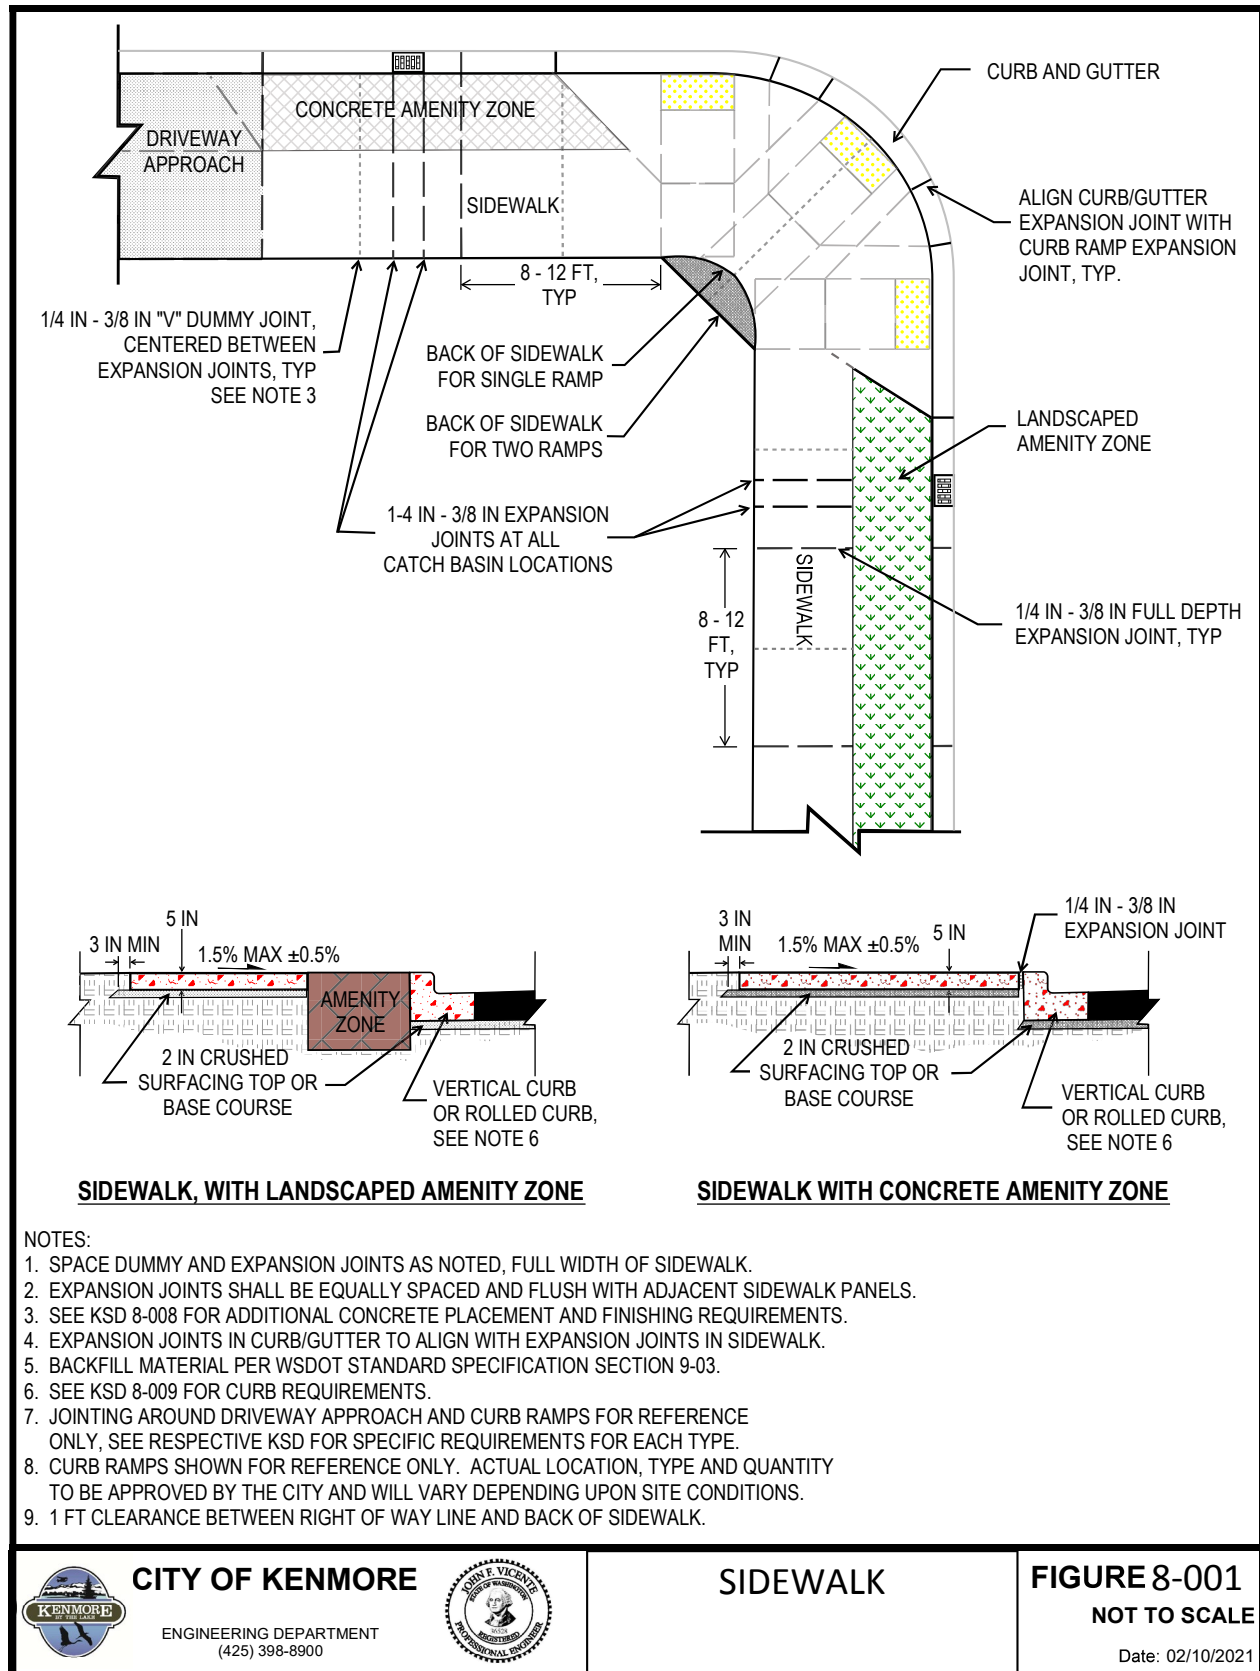 CURB AND GUTTER
CONCRETE AMENITY ZONE
DRIVEWAY
APPROACH
SIDEWALK
ALIGN CURB/GUTTER
EXPANSION JOINT WITH
CURB RAMP EXPANSION
JOINT, TYP.
8 - 12 FT,
TYP
1/4 IN - 3/8 IN "V" DUMMY JOINT,
CENTERED BETWEEN
EXPANSION JOINTS, TYP
SEE NOTE 3
BACK OF SIDEWALK
FOR SINGLE RAMP
BACK OF SIDEWALK
FOR TWO RAMPS
LANDSCAPED
AMENITY ZONE
1-4 IN - 3/8 IN EXPANSION
JOINTS AT ALL
CATCH BASIN LOCATIONS
SIDEWALK
8 - 12
FT,
TYP
1/4 IN - 3/8 IN FULL DEPTH
EXPANSION JOINT, TYP
5 IN
3 IN MIN
1.5% MAX ±0.5%
AMENITY
ZONE
2 IN CRUSHED
SURFACING TOP OR
BASE COURSE
VERTICAL CURB
OR ROLLED CURB,
SEE NOTE 6
SIDEWALK, WITH LANDSCAPED AMENITY ZONE
3 IN
MIN
1.5% MAX ±0.5%
5 IN
1/4 IN - 3/8 IN
EXPANSION JOINT
2 IN CRUSHED
SURFACING TOP OR
BASE COURSE
VERTICAL CURB
OR ROLLED CURB,
SEE NOTE 6
SIDEWALK WITH CONCRETE AMENITY ZONE
NOTES:
1. SPACE DUMMY AND EXPANSION JOINTS AS NOTED, FULL WIDTH OF SIDEWALK.
2. EXPANSION JOINTS SHALL BE EQUALLY SPACED AND FLUSH WITH ADJACENT SIDEWALK PANELS.
3. SEE KSD 8-008 FOR ADDITIONAL CONCRETE PLACEMENT AND FINISHING REQUIREMENTS.
4. EXPANSION JOINTS IN CURB/GUTTER TO ALIGN WITH EXPANSION JOINTS IN SIDEWALK.
5. BACKFILL MATERIAL PER WSDOT STANDARD SPECIFICATION SECTION 9-03.
6. SEE KSD 8-009 FOR CURB REQUIREMENTS.
7. JOINTING AROUND DRIVEWAY APPROACH AND CURB RAMPS FOR REFERENCE
ONLY, SEE RESPECTIVE KSD FOR SPECIFIC REQUIREMENTS FOR EACH TYPE.
8. CURB RAMPS SHOWN FOR REFERENCE ONLY. ACTUAL LOCATION, TYPE AND QUANTITY
TO BE APPROVED BY THE CITY AND WILL VARY DEPENDING UPON SITE CONDITIONS.
9. 1 FT CLEARANCE BETWEEN RIGHT OF WAY LINE AND BACK OF SIDEWALK.
KENMORE
BY THE LAKE
CITY OF KENMORE
ENGINEERING DEPARTMENT
(425) 398-8900
JOHN F. VICENTE
STATE OF WASHINGTON
36528
REGISTERED
PROFESSIONAL ENGINEER
SIDEWALK
FIGURE 8-001
NOT TO SCALE
Date: 02/10/2021